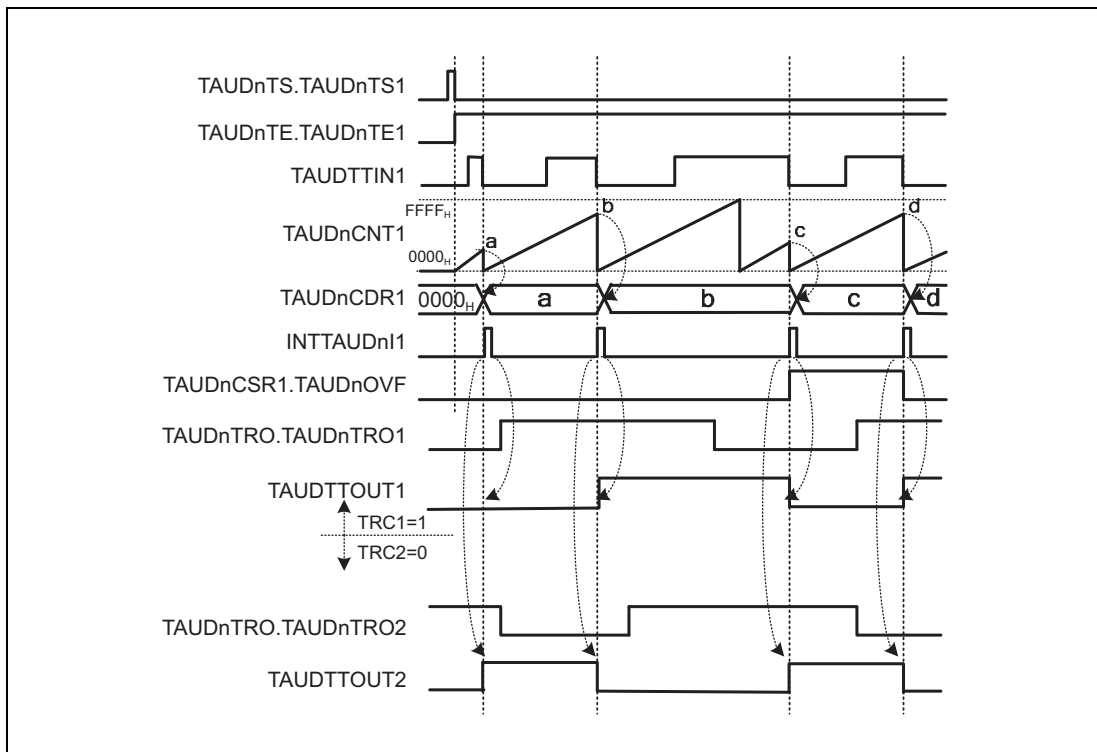 TAUDnTS.TAUDnTS1
TAUDnTE.TAUDnTE1
TAUDTTIN1
FFFFH
TAUDnCNT1
0000H
a
b
c
d
TAUDnCDR1
0000H a b c d
INTTAUDnI1
TAUDnCSR1.TAUDnOVF
TAUDnTRO.TAUDnTRO1
TAUDTTOUT1
TRC1=1
TRC2=0
TAUDnTRO.TAUDnTRO2
TAUDTTOUT2